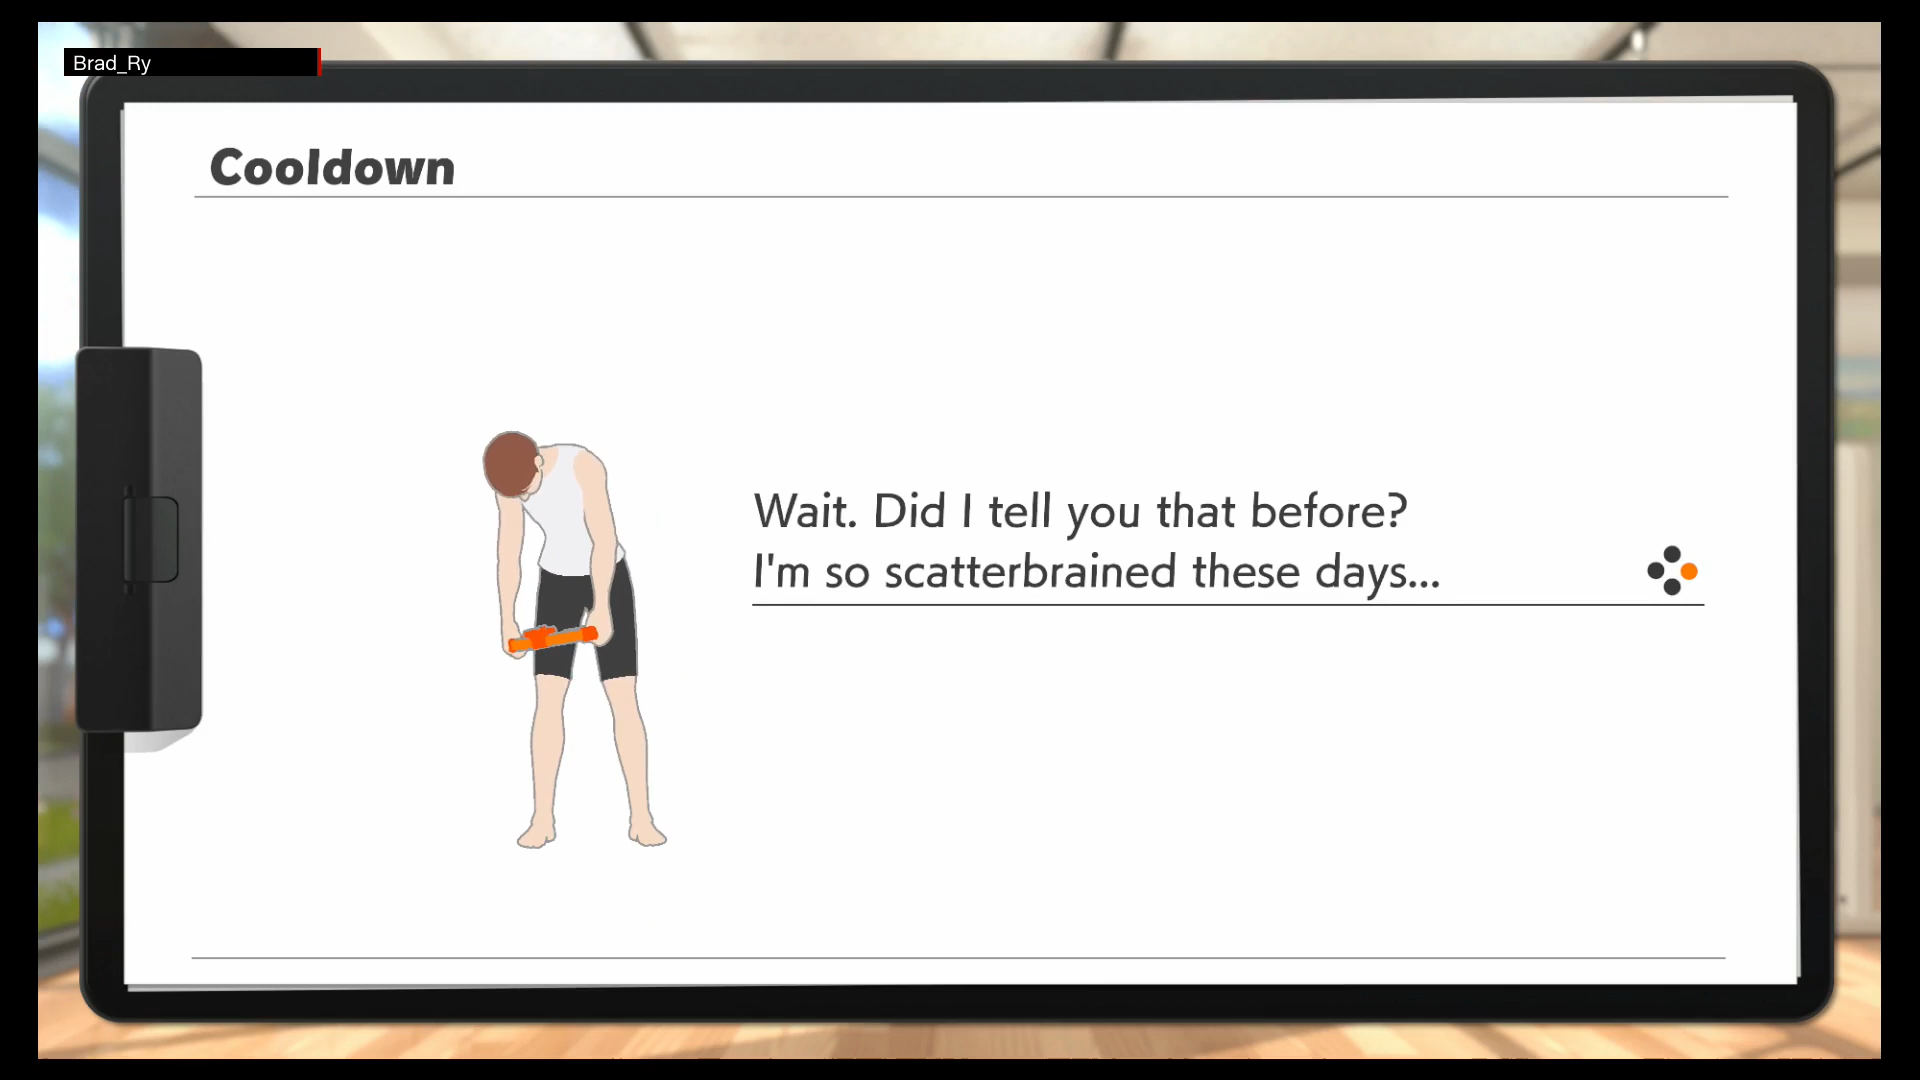 Brad_Ry
Cooldown
Wait. Did I tell you that before?
I'm so scatterbrained these days...